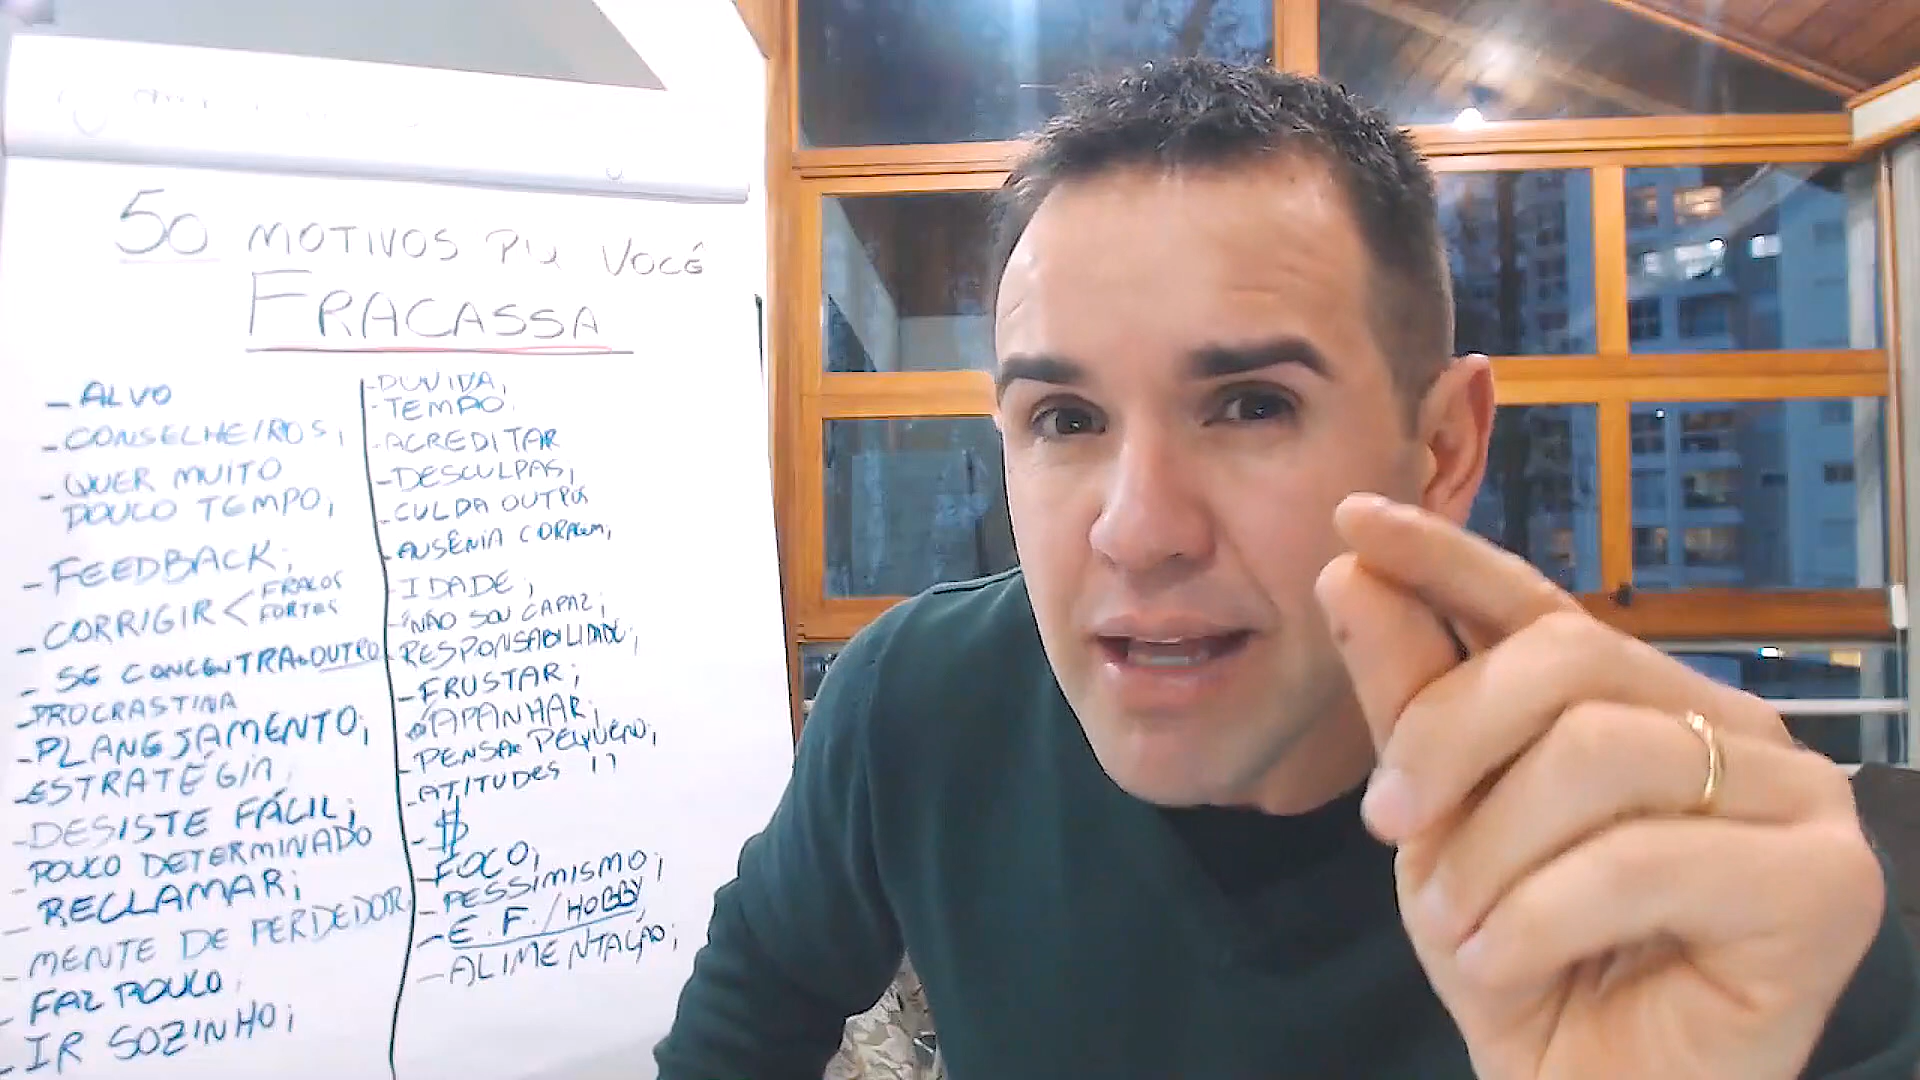 50 MOTIVOS PQ VOCÊ
FRACASSA
- ALVO
- CONSELHEIROS;
- QUER MUITO
POUCO TEMPO;
- FEEDBACK;
- CORRIGIR < FRACOS
FORTES
- SE CONCENTRA OUTRO
- PROCRASTINA
- PLANEJAMENTO;
- ESTRATÉGIA
- DESISTE FÁCIL;
- POUCO DETERMINADO
- RECLAMAR;
- MENTE DE PERDEDOR
- FAZ POUCO
- IR SOZINHO;
- DUVIDA,
- TEMPO
- ACREDITAR
- DESCULPAS;
- CULPA OUTROS
- AUSÊNIA CORAGEM;
- IDADE;
- "NÃO SOU CAPAZ;
RESPONSABILIDADE;
- FRUSTAR;
APANHAR;
- PENSAR PEQUENO;
- ATITUDES
- $
- FOCO;
- PESSIMISMO;
- E.F./HOBBY
- ALIMENTAÇÃO;